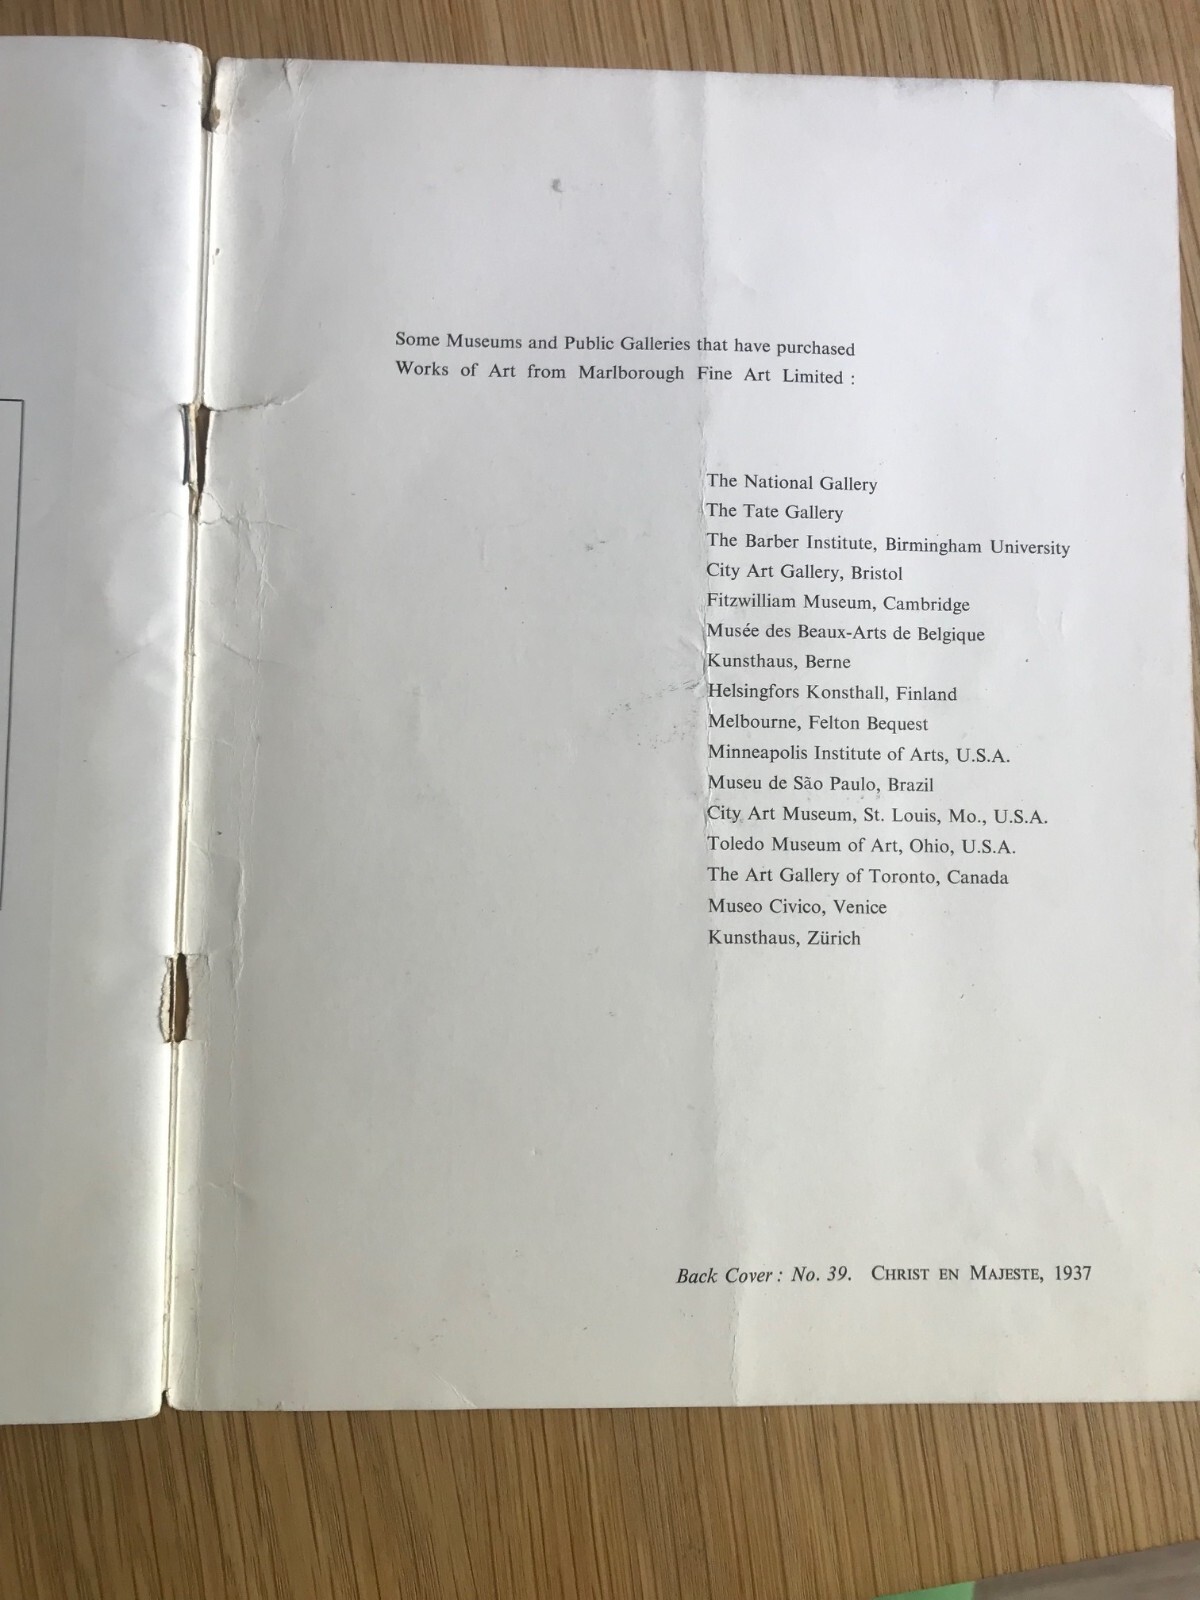 Some Museums and Public Galleries that have purchased
Works of Art from Marlborough Fine Art Limited :
The National Gallery
The Tate Gallery
The Barber Institute, Birmingham University
City Art Gallery, Bristol
Fitzwilliam Museum, Cambridge
Musée des Beaux-Arts de Belgique
Kunsthaus, Berne
Helsingfors Konsthall, Finland
Melbourne, Felton Bequest
Minneapolis Institute of Arts, U.S.A.
Museu de São Paulo, Brazil
City Art Museum, St. Louis, Mo., U.S.A.
Toledo Museum of Art, Ohio, U.S.A.
The Art Gallery of Toronto, Canada
Museo Civico, Venice
Kunsthaus, Zürich
Back Cover : No. 39. CHRIST EN MAJESTE, 1937